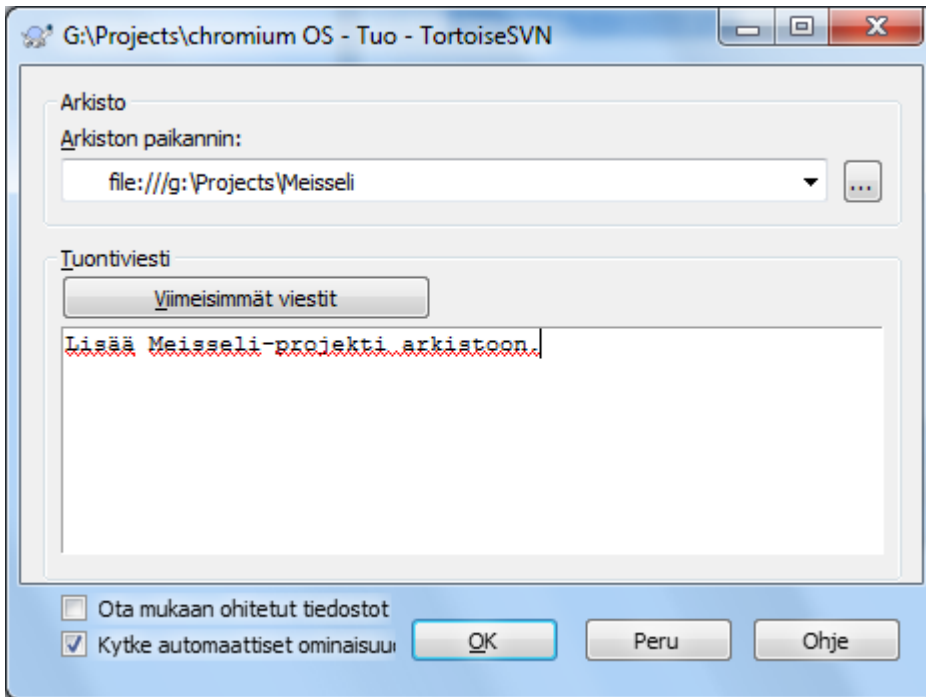 G:\Projects\chromium OS - Tuo - TortoiseSVN
Arkisto
Arkiston paikannin:
file:///g:\Projects\Meisseli
...
Tuontiviesti
Viimeisimmät viestit
Lisää Meisseli-projekti arkistoon.
Ota mukaan ohitetut tiedostot
Kytke automaattiset
OK
Peru
Ohje